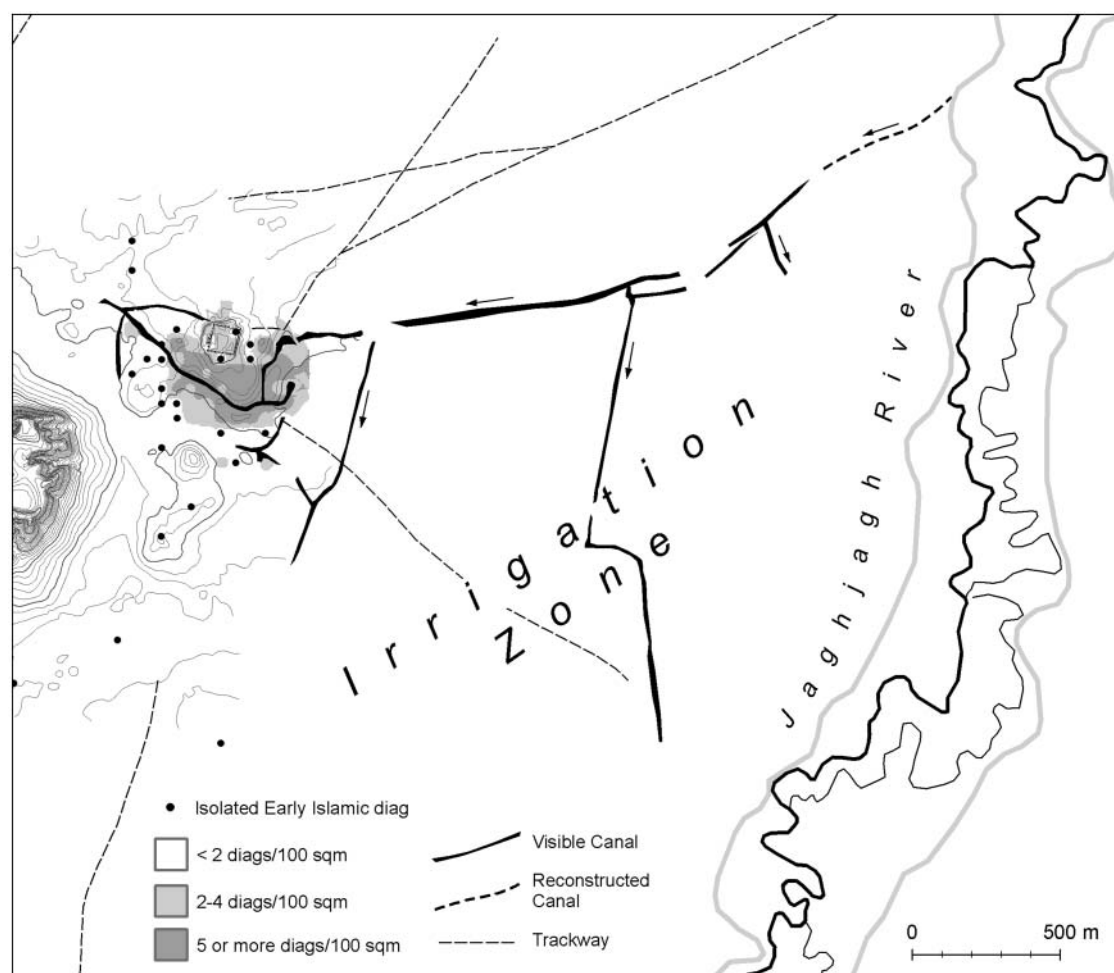 Irrigation
Zone
Jaghjagh River
Isolated Early Islamic diag
< 2 diags/100 sqm
2-4 diags/100 sqm
5 or more diags/100 sqm
Visible Canal
Reconstructed
Canal
Trackway
0 500 m